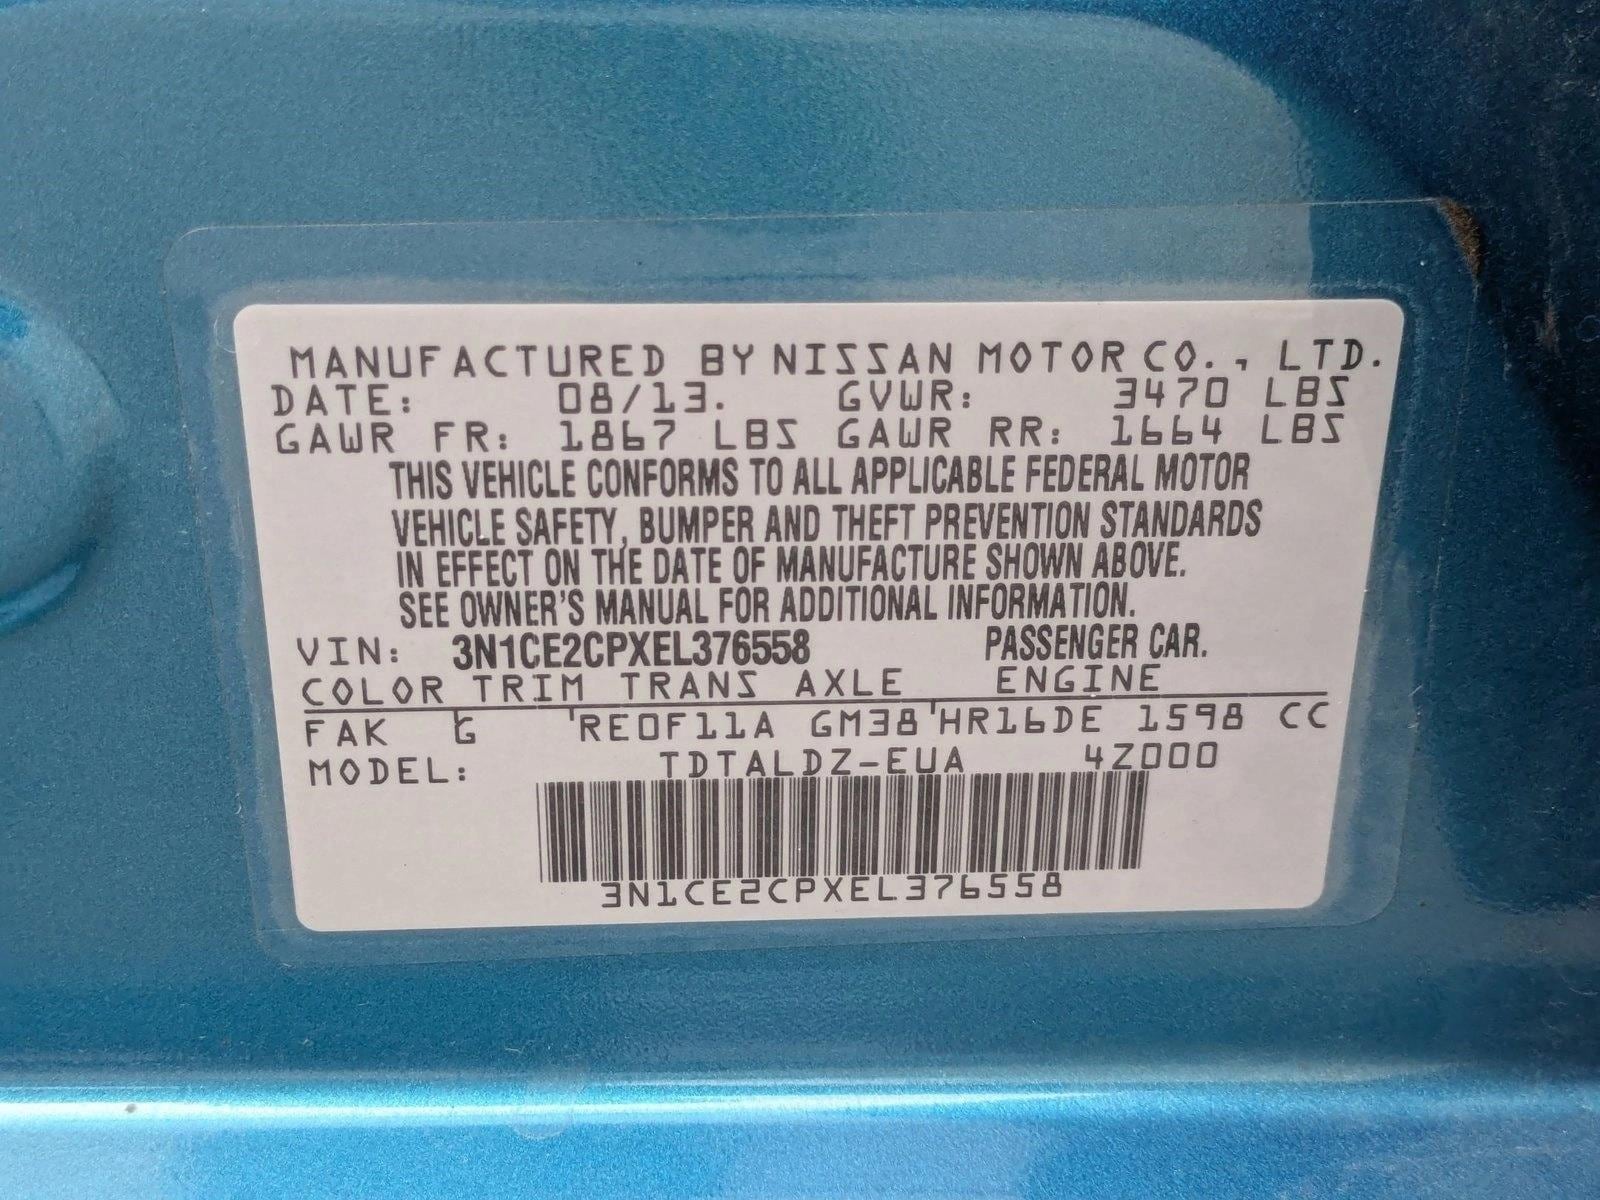 MANUFACTURED BY NISSAN MOTOR CO., LTD.
DATE: 08/13. GVWR: 3470 LBS
GAWR FR: 1867 LBS GAWR RR: 1664 LBS
THIS VEHICLE CONFORMS TO ALL APPLICABLE FEDERAL MOTOR
VEHICLE SAFETY, BUMPER AND THEFT PREVENTION STANDARDS
IN EFFECT ON THE DATE OF MANUFACTURE SHOWN ABOVE.
SEE OWNER'S MANUAL FOR ADDITIONAL INFORMATION.
VIN: 3N1CE2CPXEL376558 PASSENGER CAR.
COLOR TRIM TRANS AXLE ENGINE
FAK G RE0F11A GM38 HR16DE 1598 CC
MODEL: TDTALDZ-EUA 4Z000
3N1CE2CPXEL376558